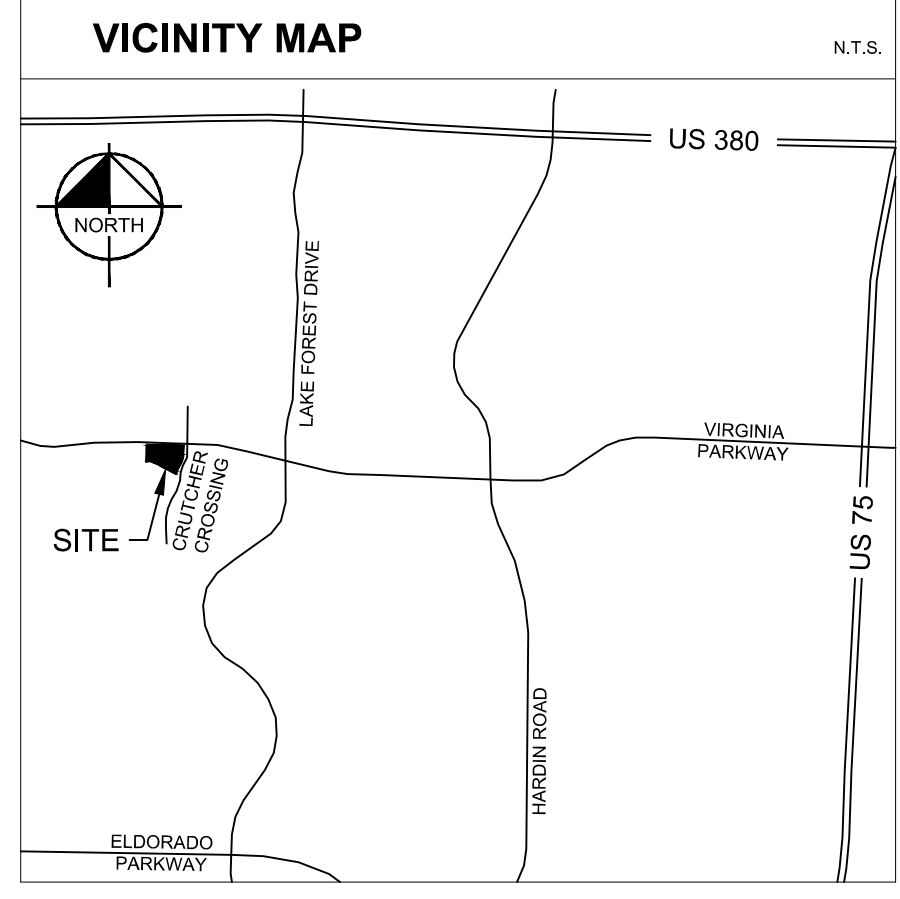 VICINITY MAP
N.T.S.
US 380
NORTH
LAKE FOREST DRIVE
VIRGINIA
PARKWAY
CRUTCHER
CROSSING
SITE
US 75
HARDIN ROAD
ELDORADO
PARKWAY